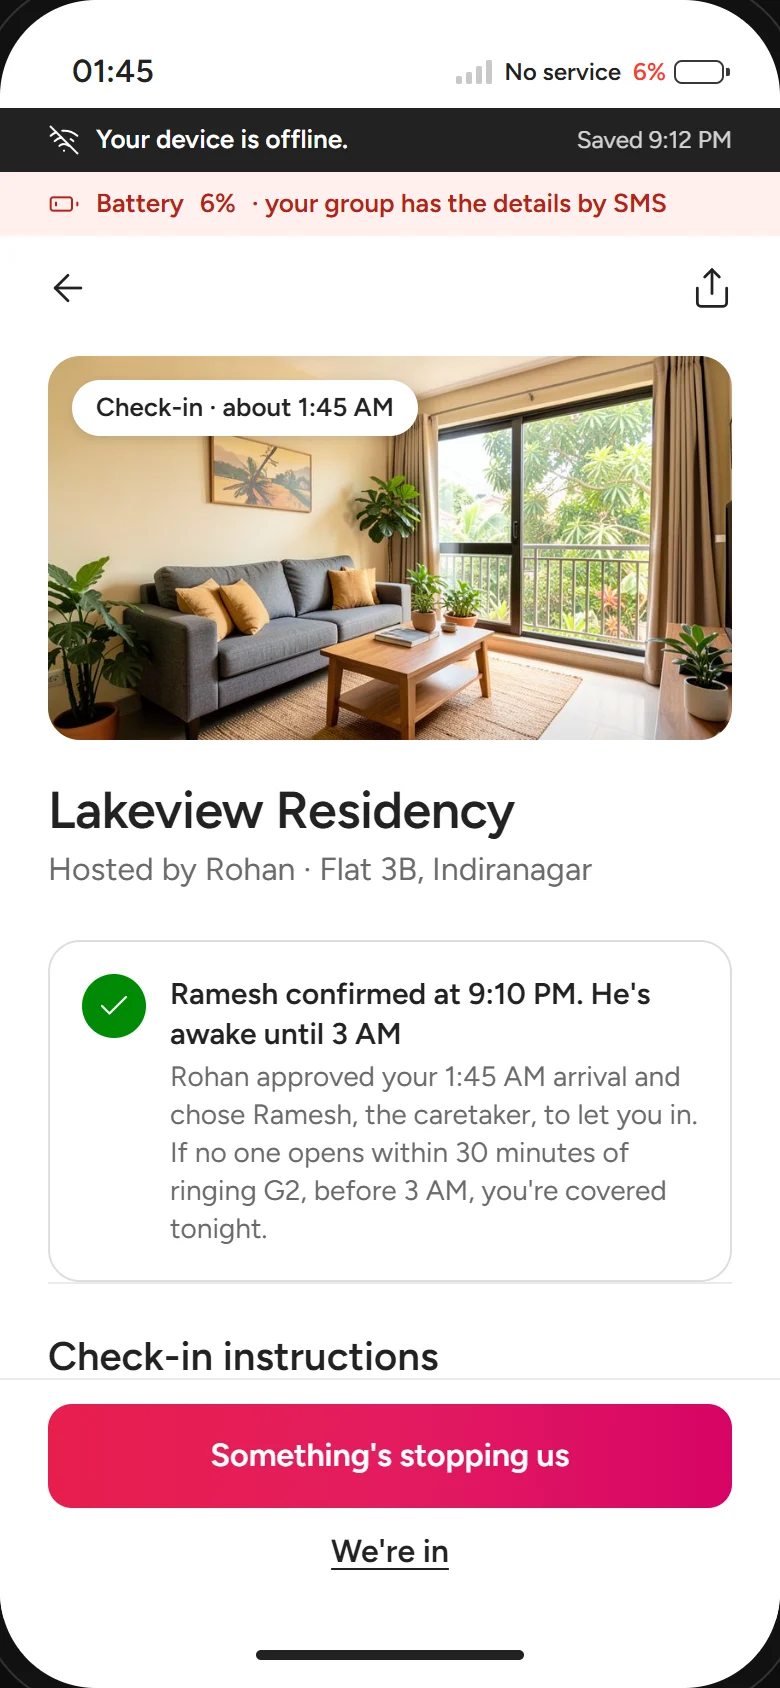 01:45
No service 6%
Your device is offline.
Saved 9:12 PM
Battery 6% · your group has the details by SMS
Check-in · about 1:45 AM
Lakeview Residency
Hosted by Rohan · Flat 3B, Indiranagar
Ramesh confirmed at 9:10 PM. He's
awake until 3 AM
Rohan approved your 1:45 AM arrival and
chose Ramesh, the caretaker, to let you in.
If no one opens within 30 minutes of
ringing G2, before 3 AM, you're covered
tonight.
Check-in instructions
Something's stopping us
We're in